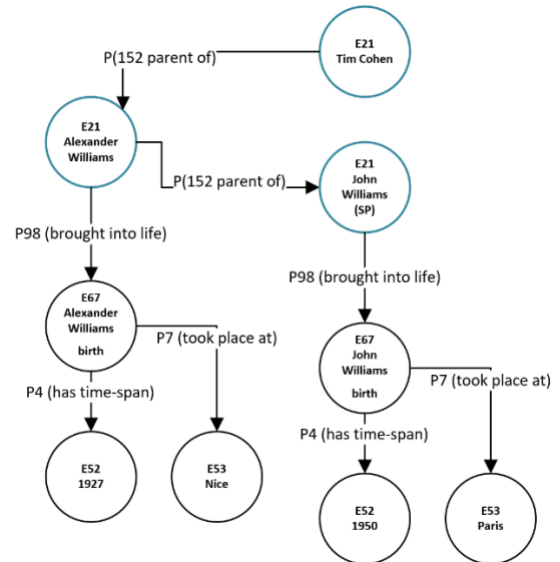 E21
Tim Cohen
P(152 parent of)
E21
Alexander
Williams
E21
John
Williams
(SP)
P(152 parent of)
P98 (brought into life)
P98 (brought into life)
E67
Alexander
Williams
birth
P7 (took place at)
E67
John
Williams
birth
P7 (took place at)
P4 (has time-span)
P4 (has time-span)
E52
1927
E53
Nice
E52
1950
E53
Paris